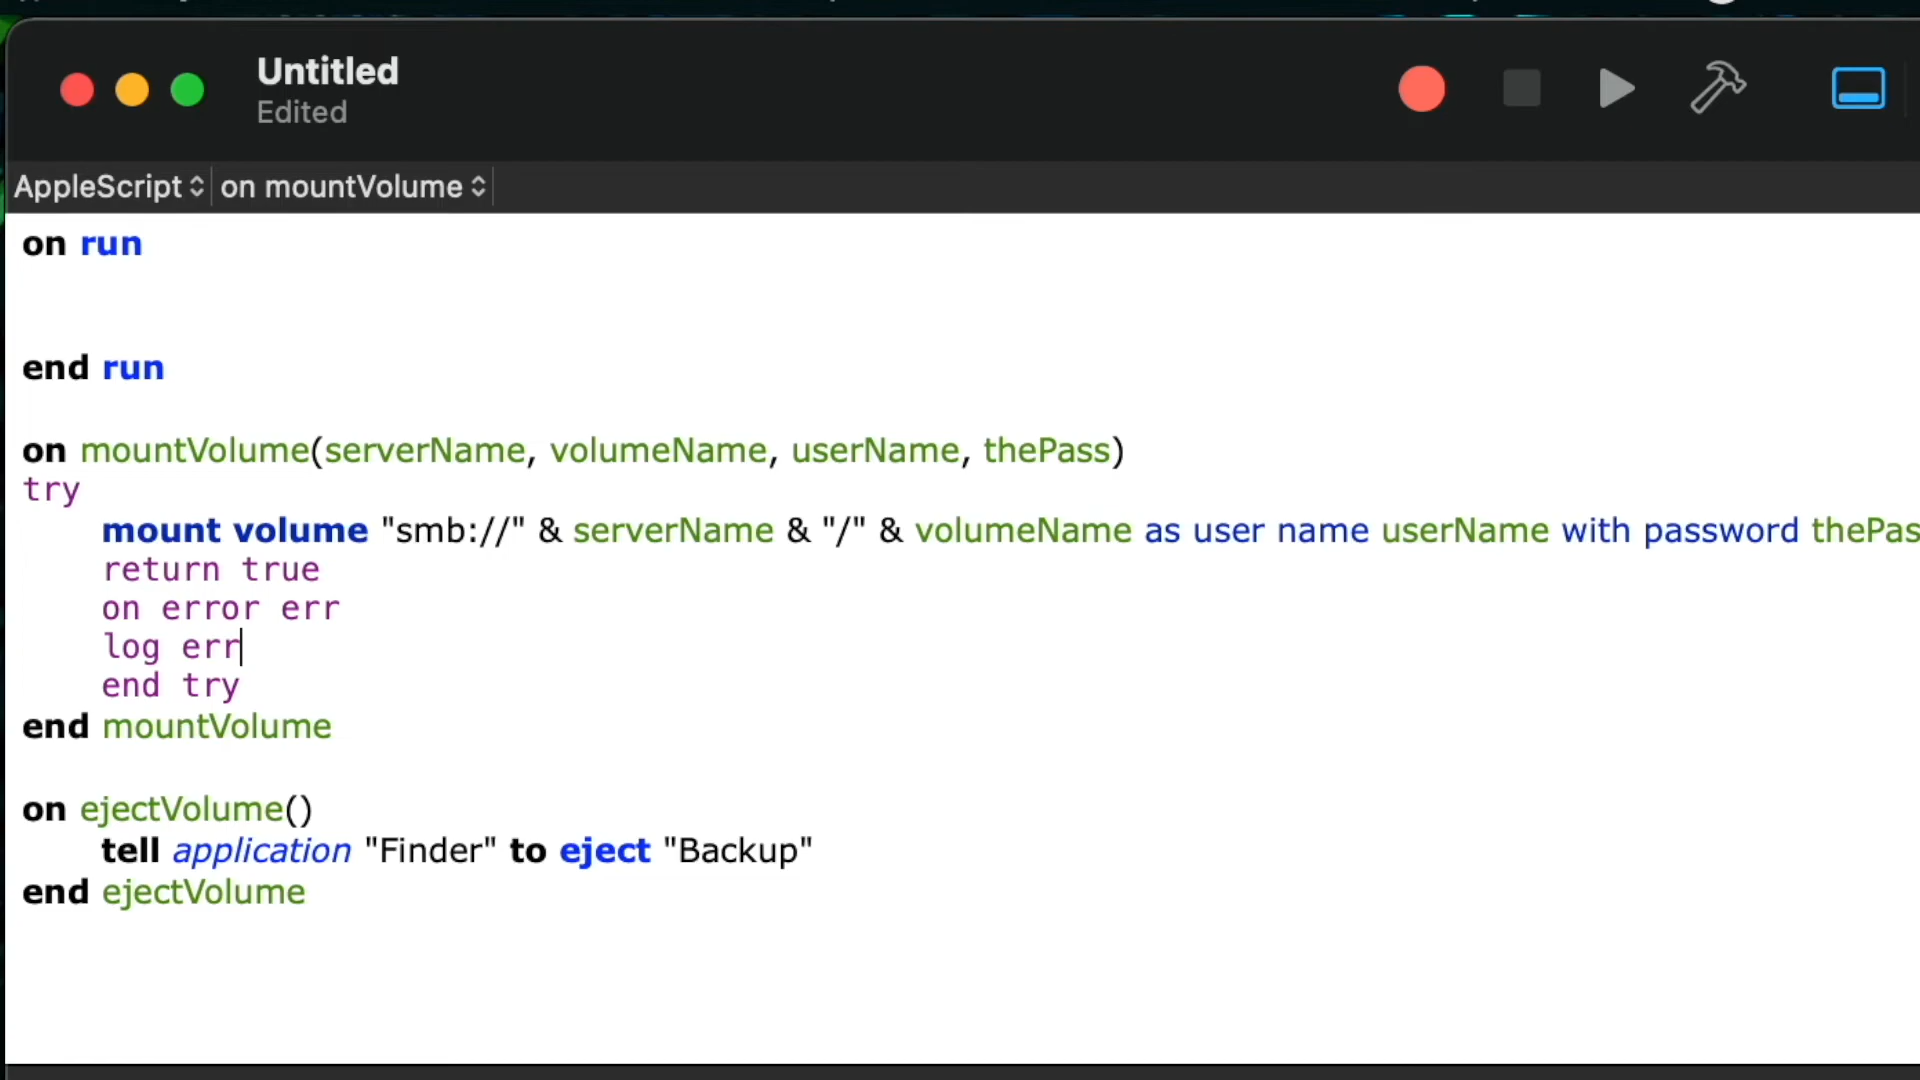 Untitled
Edited
AppleScript on mountVolume
on run
end run
on mountVolume(serverName, volumeName, userName, thePass)
try
mount volume "smb://" & serverName & "/" & volumeName as user name userName with password thePas
return true
on error err
log err
end try
end mountVolume
on ejectVolume()
tell application "Finder" to eject "Backup"
end ejectVolume